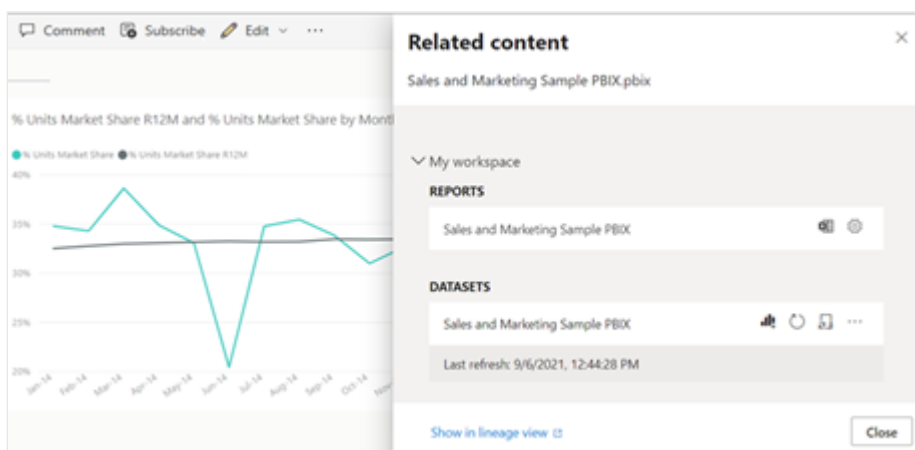 Comment Subscribe Edit ...
% Units Market Share R12M and % Units Market Share by Mont
% Units Market Share % Units Market Share R12M
40%
35%
30%
25%
20%
Jan-14 Feb-14 Mar-14 Apr-14 May-14 Jun-14 Jul-14 Aug-14 Sep-14 Oct-14 Nov
Related content
Sales and Marketing Sample PBIX.pbix
My workspace
REPORTS
Sales and Marketing Sample PBIX
DATASETS
Sales and Marketing Sample PBIX
Last refresh: 9/6/2021, 12:44:28 PM
Show in lineage view
Close